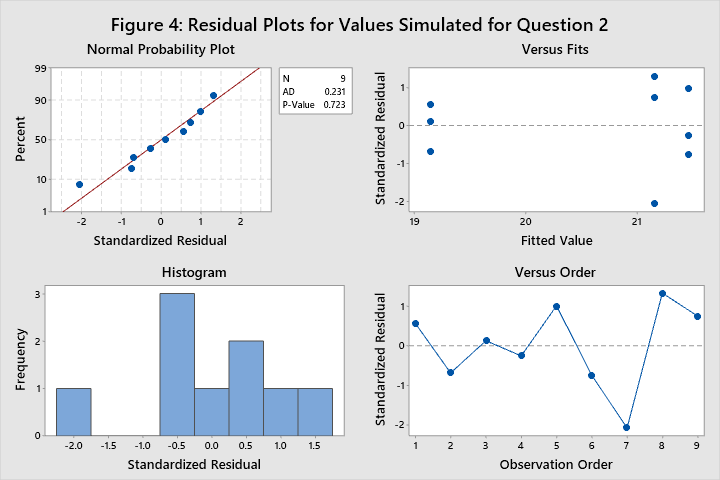 Figure 4: Residual Plots for Values Simulated for Question 2
Normal Probability Plot
99
90
50
10
1
Percent
-2 -1 0 1 2
Standardized Residual
N 9
AD 0.231
P-Value 0.723
Versus Fits
1
0
-1
-2
Standardized Residual
19 20 21
Fitted Value
Histogram
3
2
1
0
Frequency
-2.0 -1.5 -1.0 -0.5 0.0 0.5 1.0 1.5
Standardized Residual
Versus Order
1
0
-1
-2
Standardized Residual
1 2 3 4 5 6 7 8 9
Observation Order